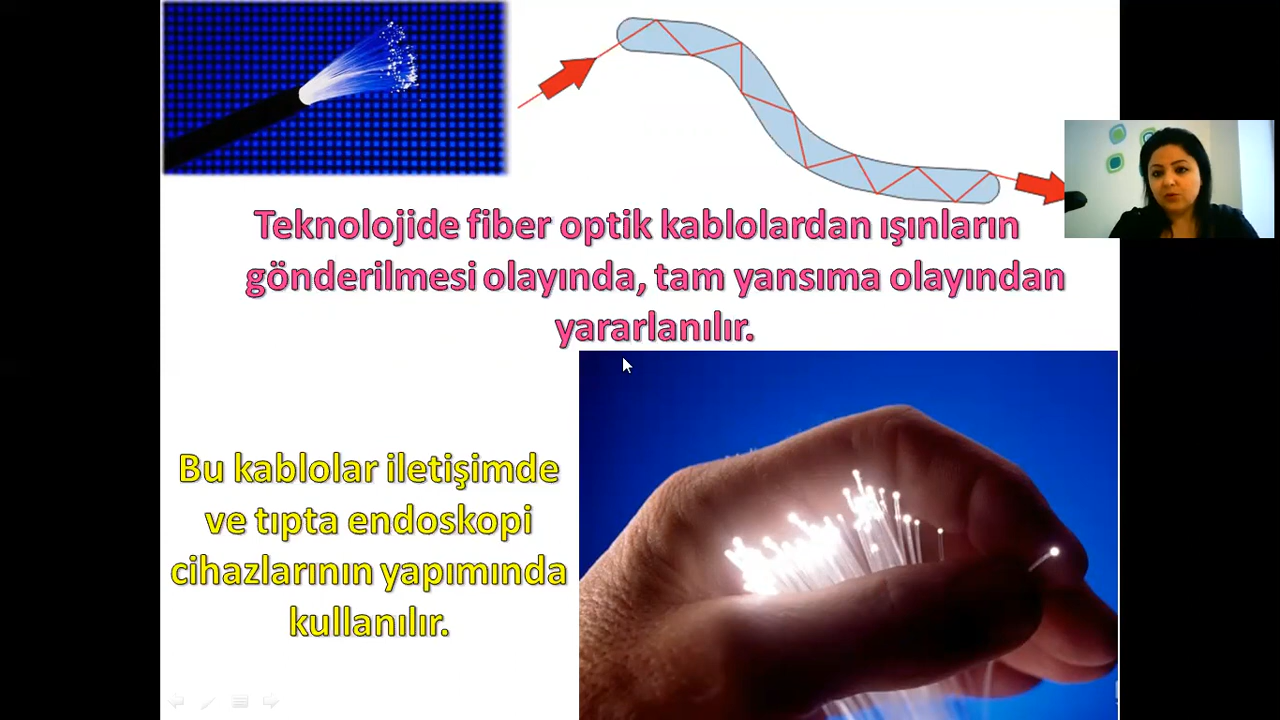 Teknolojide fiber optik kablolardan ışınların
gönderilmesi olayında, tam yansıma olayından
yararlanılır.
Bu kablolar iletişimde
ve tıpta endoskopi
cihazlarının yapımında
kullanılır.